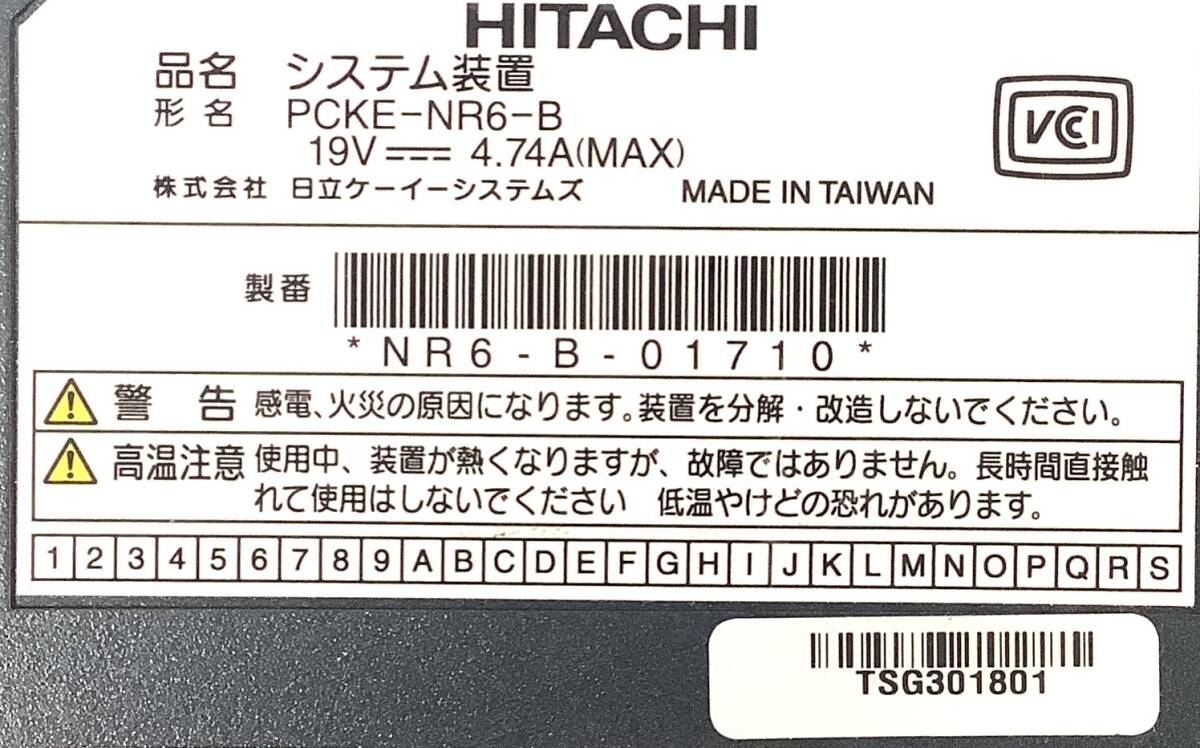 HITACHI
品名 システム装置
形名 PCKE-NR6-B
19V⎓ 4.74A(MAX)
株式会社 日立ケーイーシステムズ MADE IN TAIWAN
VCCI
製番
*NR6-B-01710*
警 告 感電、火災の原因になります。装置を分解・改造しないでください。
高温注意 使用中、装置が熱くなりますが、故障ではありません。長時間直接触
れて使用はしないでください 低温やけどの恐れがあります。
1 2 3 4 5 6 7 8 9 A B C D E F G H I J K L M N O P Q R S
TSG301801